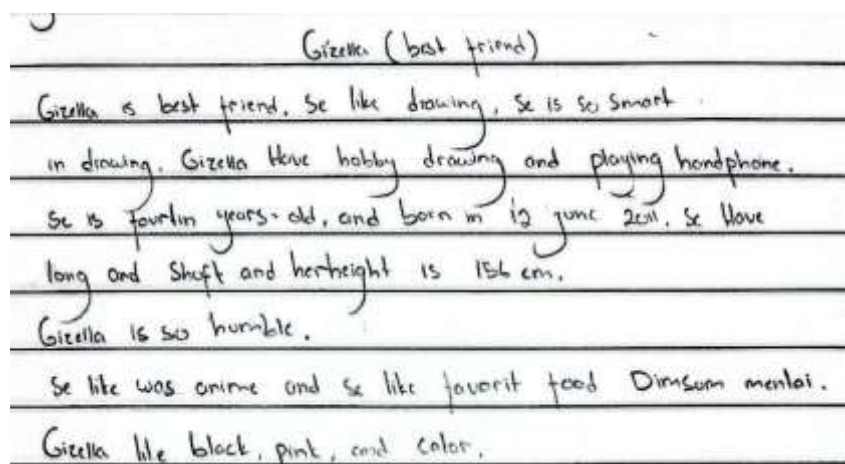 Gizella (best friend)
Gizella is best friend. Se like drawing, Se is so smart
in drawing. Gizella Have hobby drawing and playing handphone.
Se is fourtin years-old, and born in 12 june 2011. Se Have
long and Shoft and herheight is 156 cm.
Gizella is so humble.
Se like was anime and se like favorit food Dimsum mentai.
Gizella like black, pink, and color.